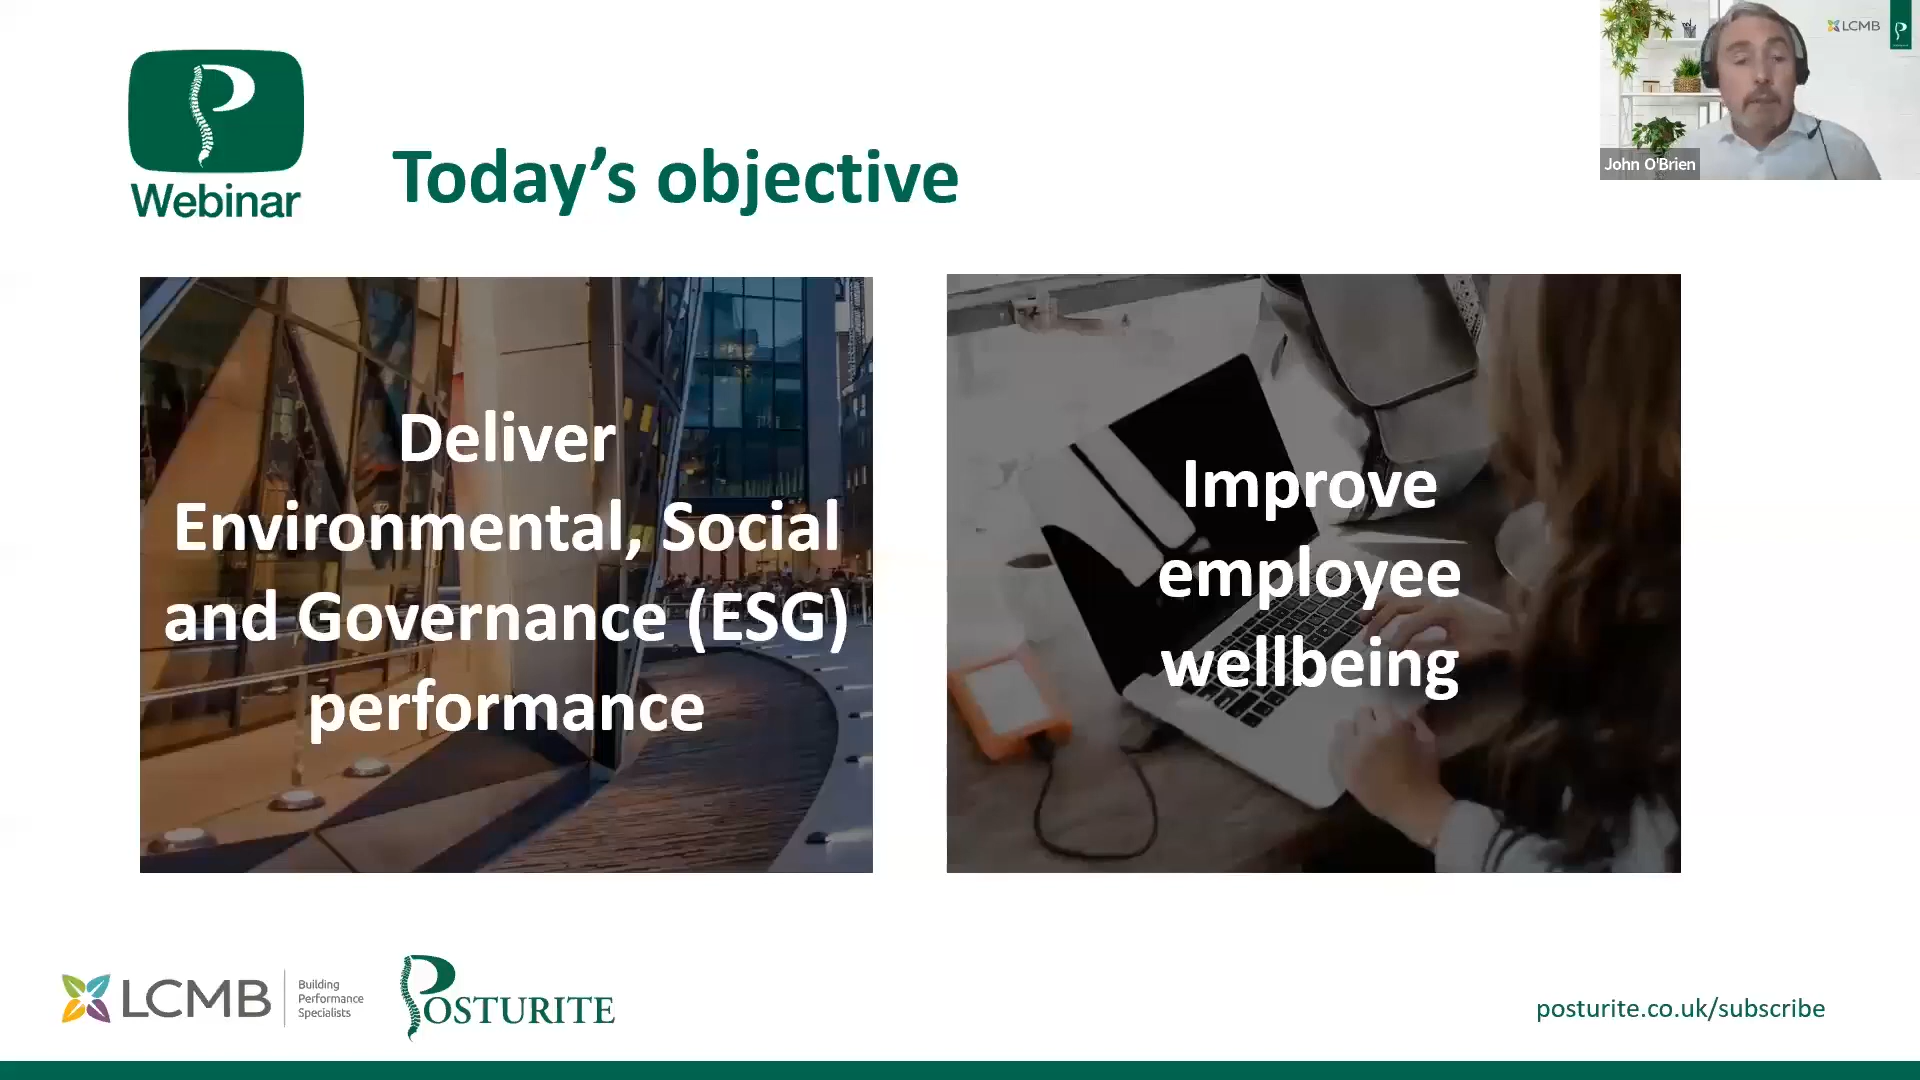 LCMB
John O'Brien
Webinar
Today’s objective
Deliver
Environmental, Social
and Governance (ESG)
performance
Improve
employee
wellbeing
LCMB
Building
Performance
Specialists
POSTURITE
posturite.co.uk/subscribe